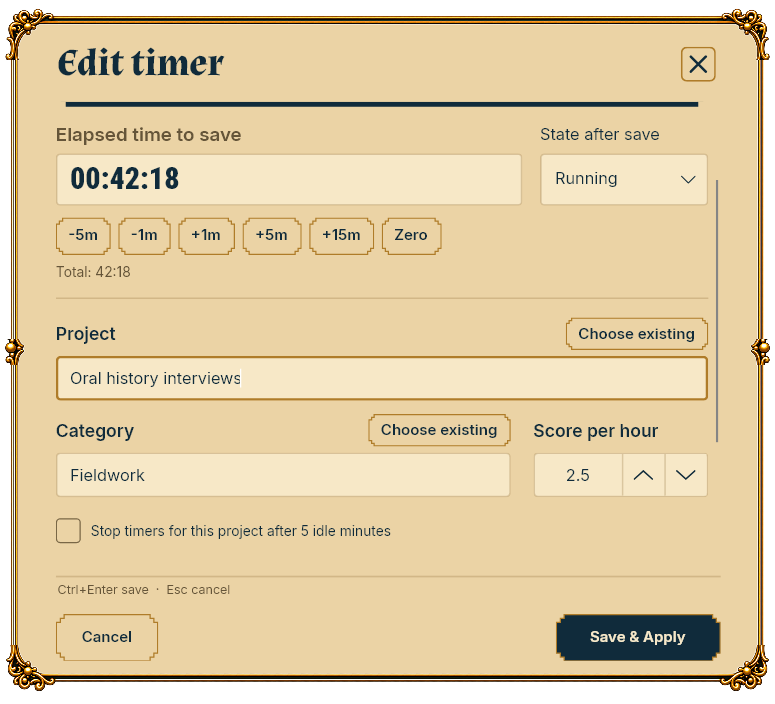 Edit timer
Elapsed time to save
State after save
00:42:18
Running
-5m -1m +1m +5m +15m Zero
Total: 42:18
Project
Choose existing
Oral history interviews
Category
Choose existing
Score per hour
Fieldwork
2.5
Stop timers for this project after 5 idle minutes
Ctrl+Enter save · Esc cancel
Cancel
Save & Apply